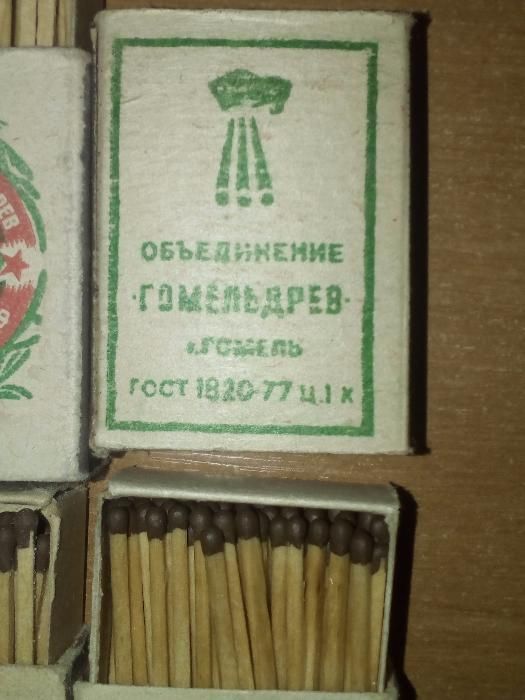 ОБЪЕДИНЕНИЕ
"ГОМЕЛЬДРЕВ"
г.ГОМЕЛЬ
ГОСТ 1820-77 ц.1 к